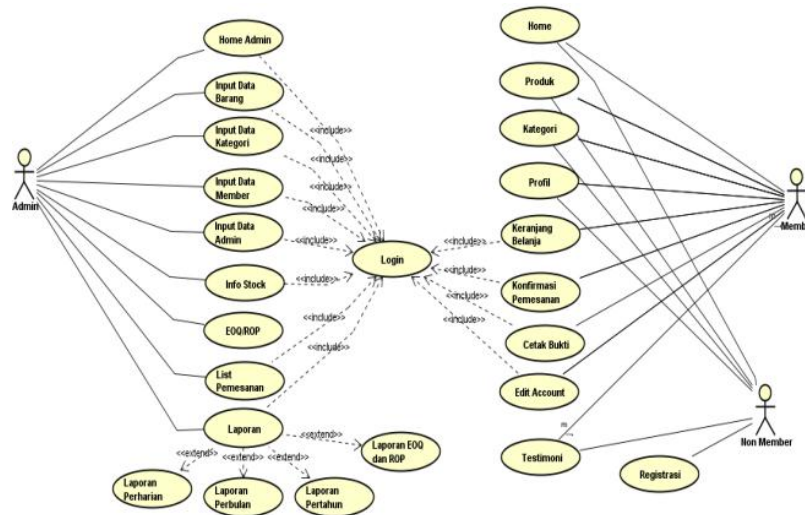 Home Admin
Home
Input Data
Barang
Produk
<<include>>
Input Data
Kategori
Kategori
<<include>>
Admin
Input Data
Member
<<include>>
Profil
Input Data
Admin
<<include>>
<<include>>
Login
Keranjang
Belanja
<<include>>
Info Stock
<<include>>
Konfirmasi
Pemesanan
<<include>>
EOQ/ROP
<<include>>
Cetak Bukti
<<include>>
List
Pemesanan
<<include>>
<<include>>
Edit Account
Laporan
<<extend>>
Laporan EOQ
dan ROP
<<extend>>
<<extend>>
<<extend>>
Laporan
Perharian
Laporan
Perbulan
Laporan
Pertahun
Testimoni
Registrasi
Non Member
Memb